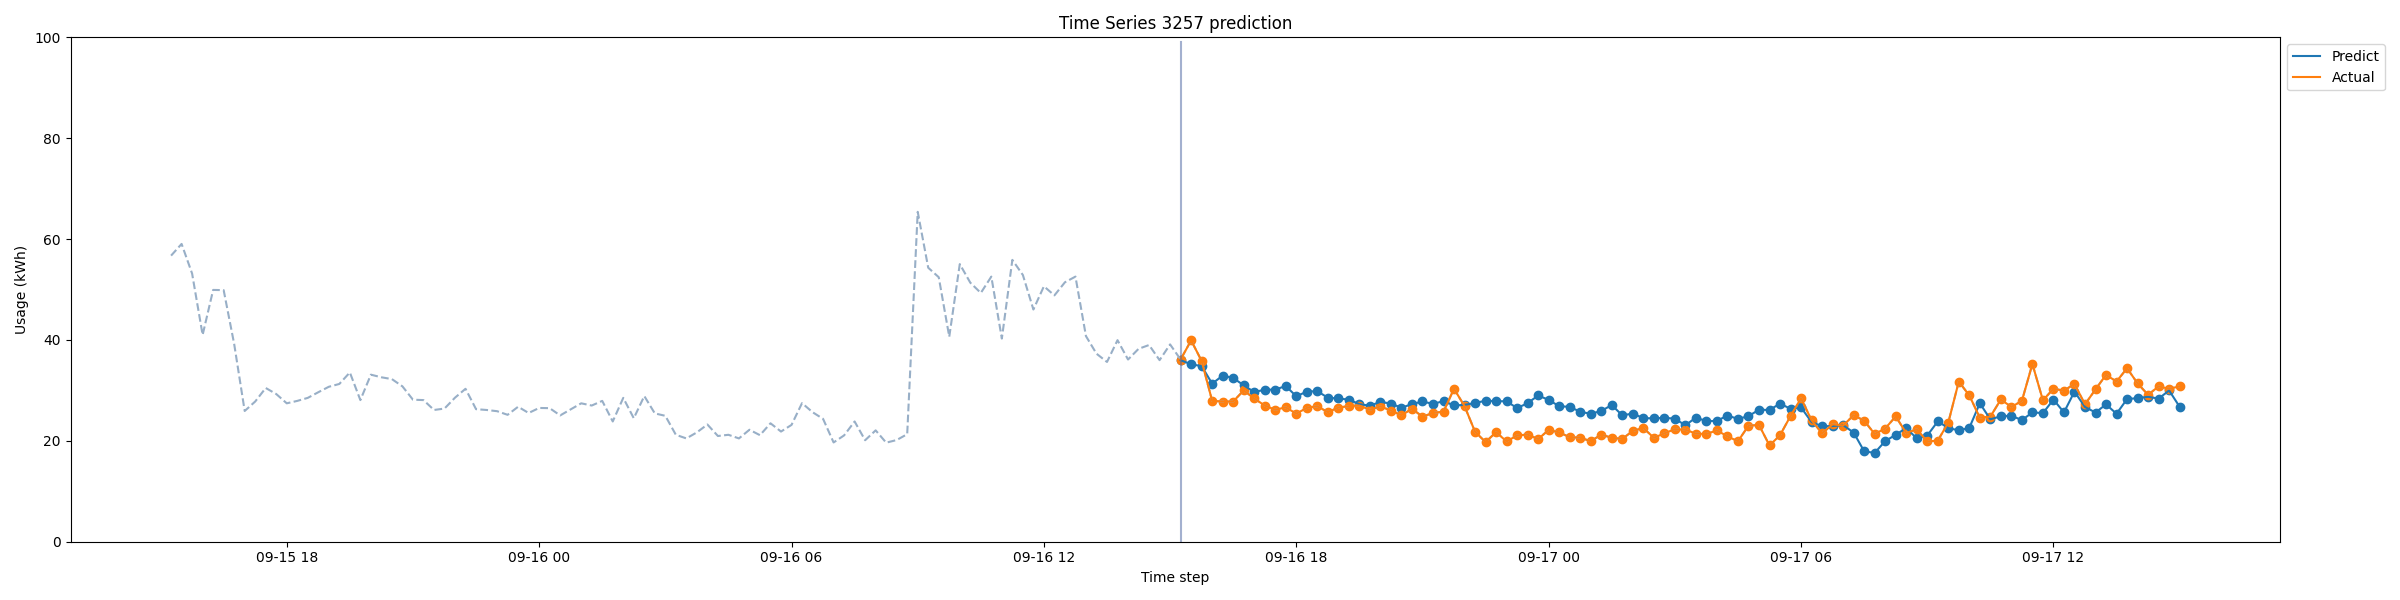 Time Series 3257 prediction
Predict
Actual
100
80
60
40
20
0
Usage (kWh)
09-15 18
09-16 00
09-16 06
09-16 12
09-16 18
09-17 00
09-17 06
09-17 12
Time step